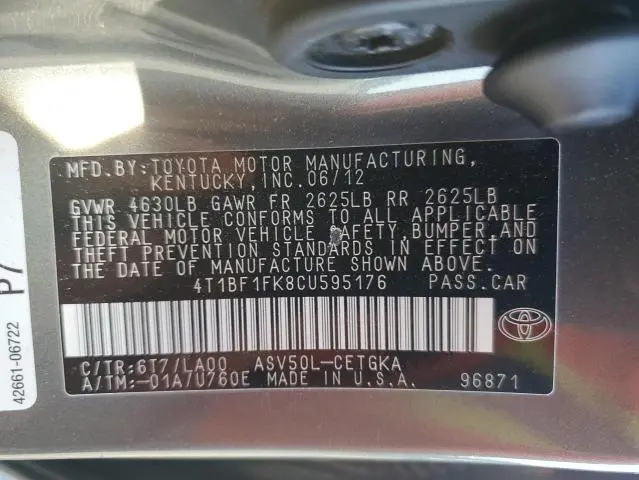 MFD.BY:TOYOTA MOTOR MANUFACTURING,
KENTUCKY,INC.06/12
GVWR 4630LB GAWR FR 2625LB RR 2625LB
THIS VEHICLE CONFORMS TO ALL APPLICABLE
FEDERAL MOTOR VEHICLE SAFETY,BUMPER,AND
THEFT PREVENTION STANDARDS IN EFFECT ON
THE DATE OF MANUFACTURE SHOWN ABOVE.
4T1BF1FK8CU595176 PASS.CAR
C/TR:6T7/LA00 ASV50L-CETGKA
A/TM:-01A/U760E MADE IN U.S.A. 96871
P7
42661-06722